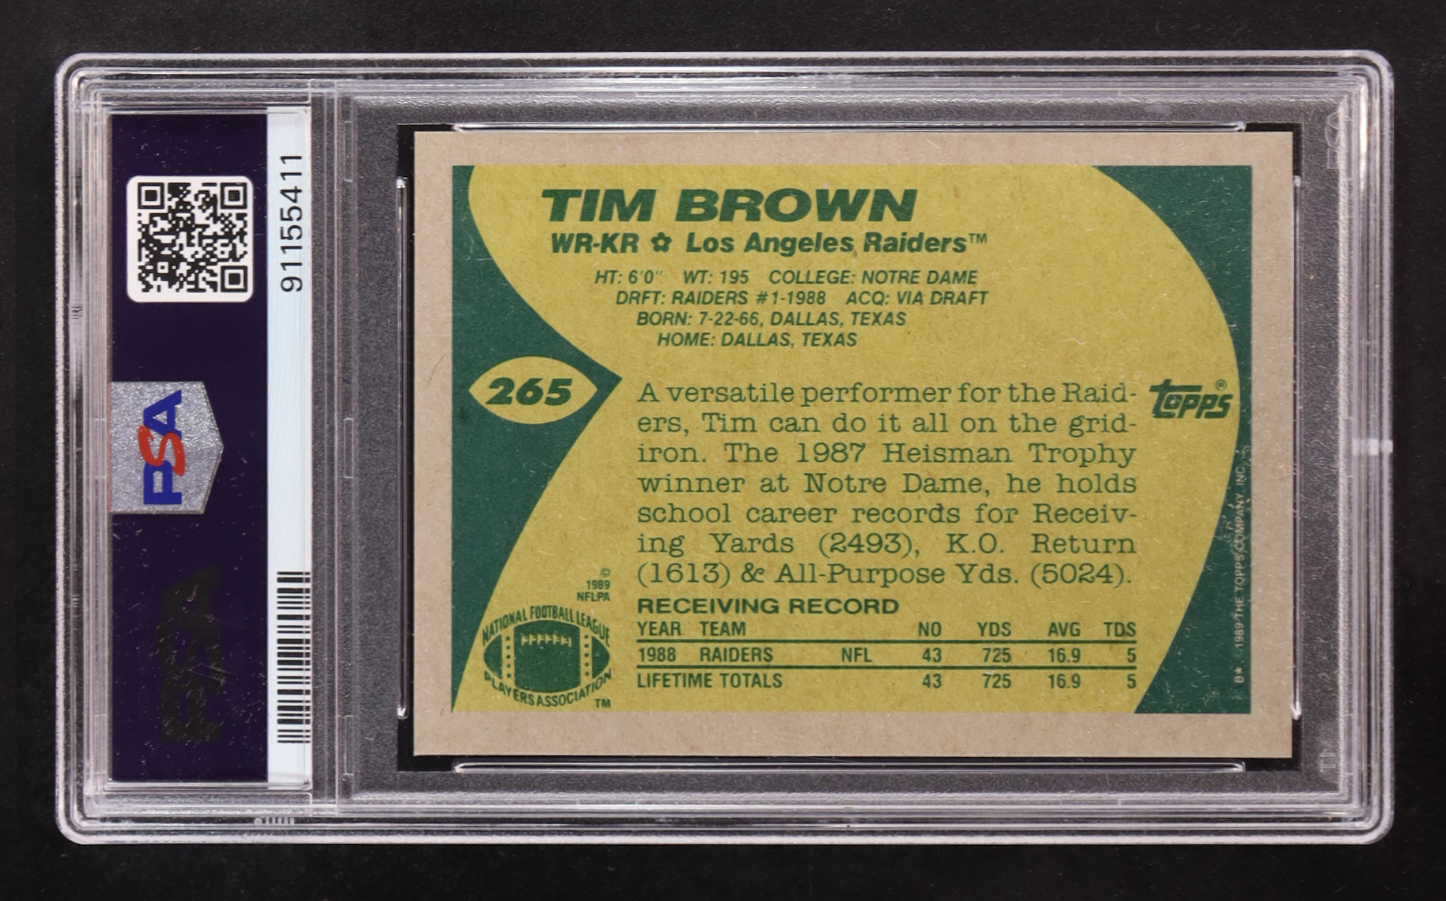 91155411
PSA
PSA
TIM BROWN
WR-KR ✿ Los Angeles Raiders™
HT: 6'0" WT: 195 COLLEGE: NOTRE DAME
DRFT: RAIDERS #1-1988 ACQ: VIA DRAFT
BORN: 7-22-66, DALLAS, TEXAS
HOME: DALLAS, TEXAS
265
A versatile performer for the Raid-
ers, Tim can do it all on the grid-
iron. The 1987 Heisman Trophy
winner at Notre Dame, he holds
school career records for Receiv-
ing Yards (2493), K.O. Return
(1613) & All-Purpose Yds. (5024).
topps®
©
1989
NFLPA
NATIONAL FOOTBALL LEAGUE
PLAYERS ASSOCIATION
TM
RECEIVING RECORD
YEAR TEAM NO YDS AVG TDS
1988 RAIDERS NFL 43 725 16.9 5
LIFETIME TOTALS 43 725 16.9 5
B* ©1989 THE TOPPS COMPANY, INC.